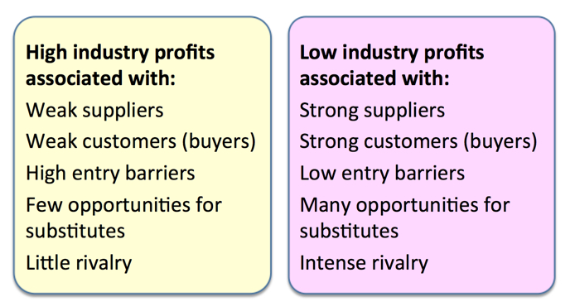 High industry profits
associated with:
Weak suppliers
Weak customers (buyers)
High entry barriers
Few opportunities for
substitutes
Little rivalry
Low industry profits
associated with:
Strong suppliers
Strong customers (buyers)
Low entry barriers
Many opportunities for
substitutes
Intense rivalry